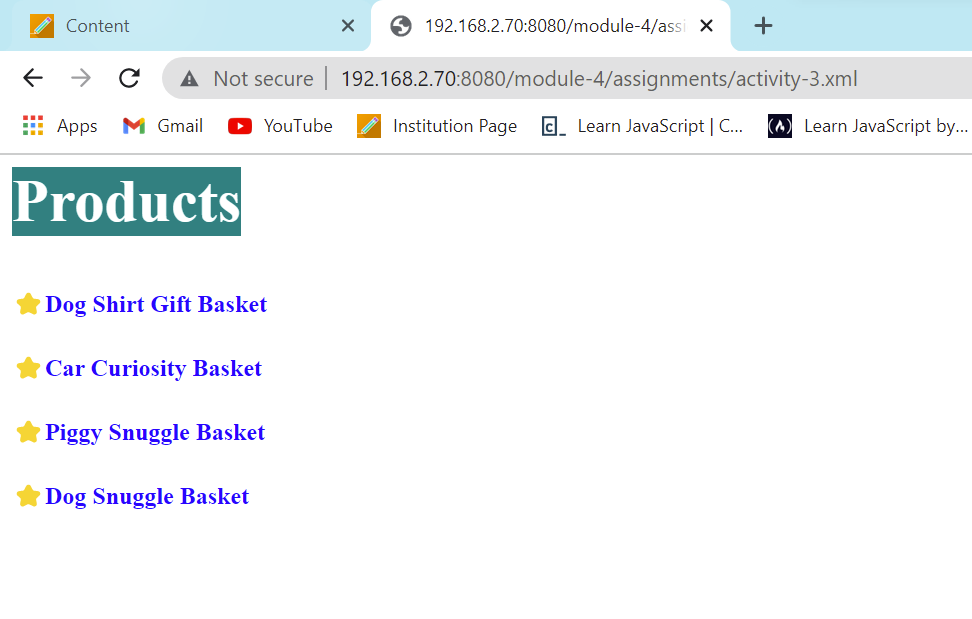 Content
192.168.2.70:8080/module-4/assi
Not secure 192.168.2.70:8080/module-4/assignments/activity-3.xml
Apps Gmail YouTube Institution Page Learn JavaScript | C... Learn JavaScript by...
Products
Dog Shirt Gift Basket
Car Curiosity Basket
Piggy Snuggle Basket
Dog Snuggle Basket